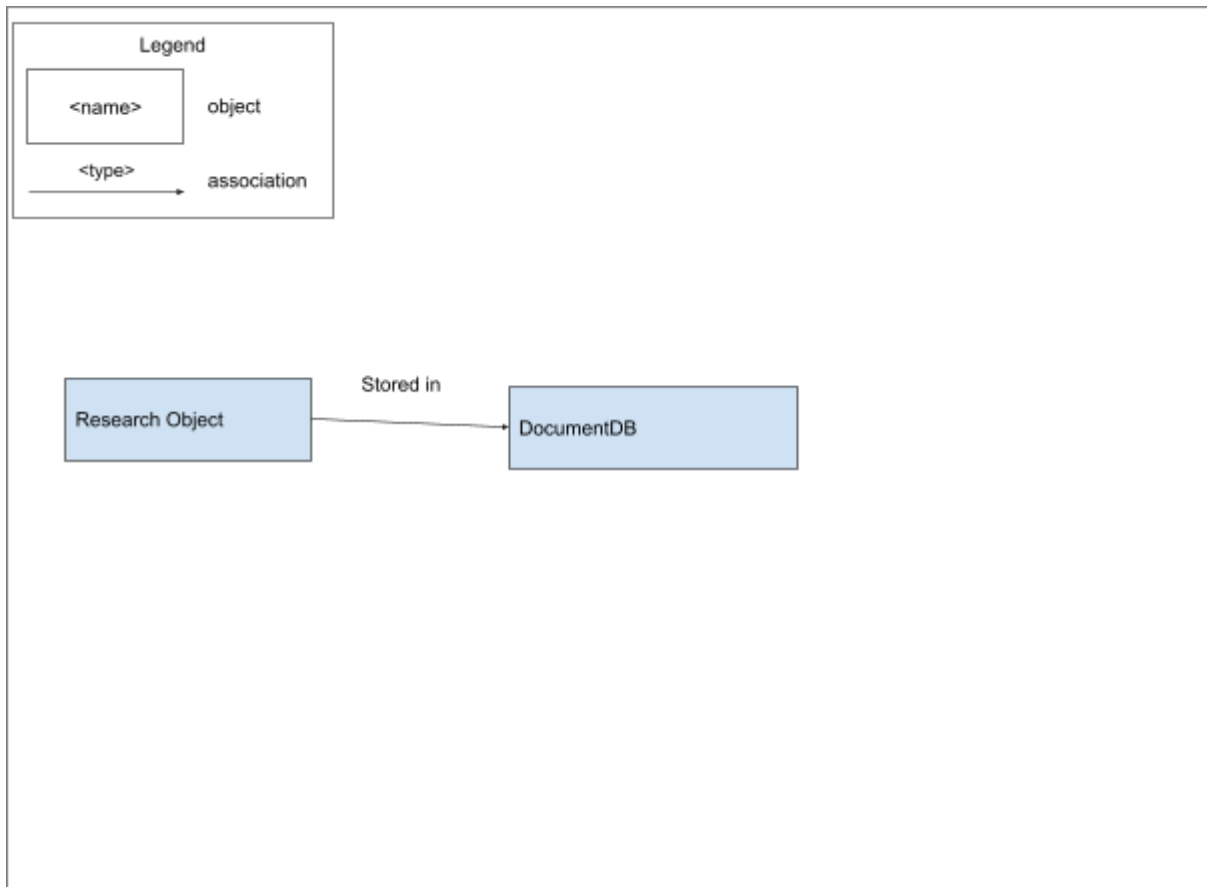 Legend
<name>
object
<type>
association
Stored in
Research Object
DocumentDB